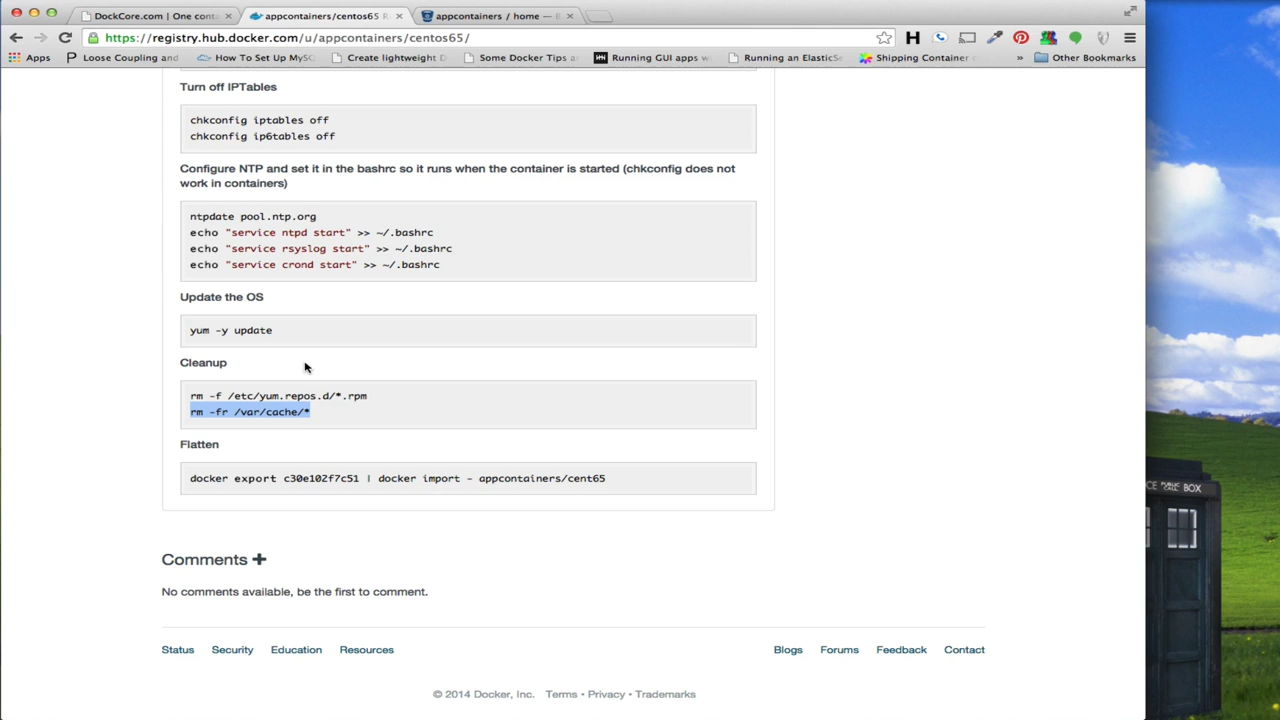 DockCore.com | One cont
appcontainers/centos65 R
appcontainers / home — B
https://registry.hub.docker.com/u/appcontainers/centos65/
Apps
Loose Coupling and
How To Set Up MySQ
Create lightweight D
Some Docker Tips a
Running GUI apps w
Running an ElasticSe
Shipping Container
»
Other Bookmarks
Turn off IPTables
chkconfig iptables off
chkconfig ip6tables off
Configure NTP and set it in the bashrc so it runs when the container is started (chkconfig does not
work in containers)
ntpdate pool.ntp.org
echo "service ntpd start" >> ~/.bashrc
echo "service rsyslog start" >> ~/.bashrc
echo "service crond start" >> ~/.bashrc
Update the OS
yum -y update
Cleanup
rm -f /etc/yum.repos.d/*.rpm
rm -fr /var/cache/*
Flatten
docker export c30e102f7c51 | docker import - appcontainers/cent65
Comments +
No comments available, be the first to comment.
Status Security Education Resources
Blogs Forums Feedback Contact
© 2014 Docker, Inc. Terms • Privacy • Trademarks
CE PUBLIC CALL BOX